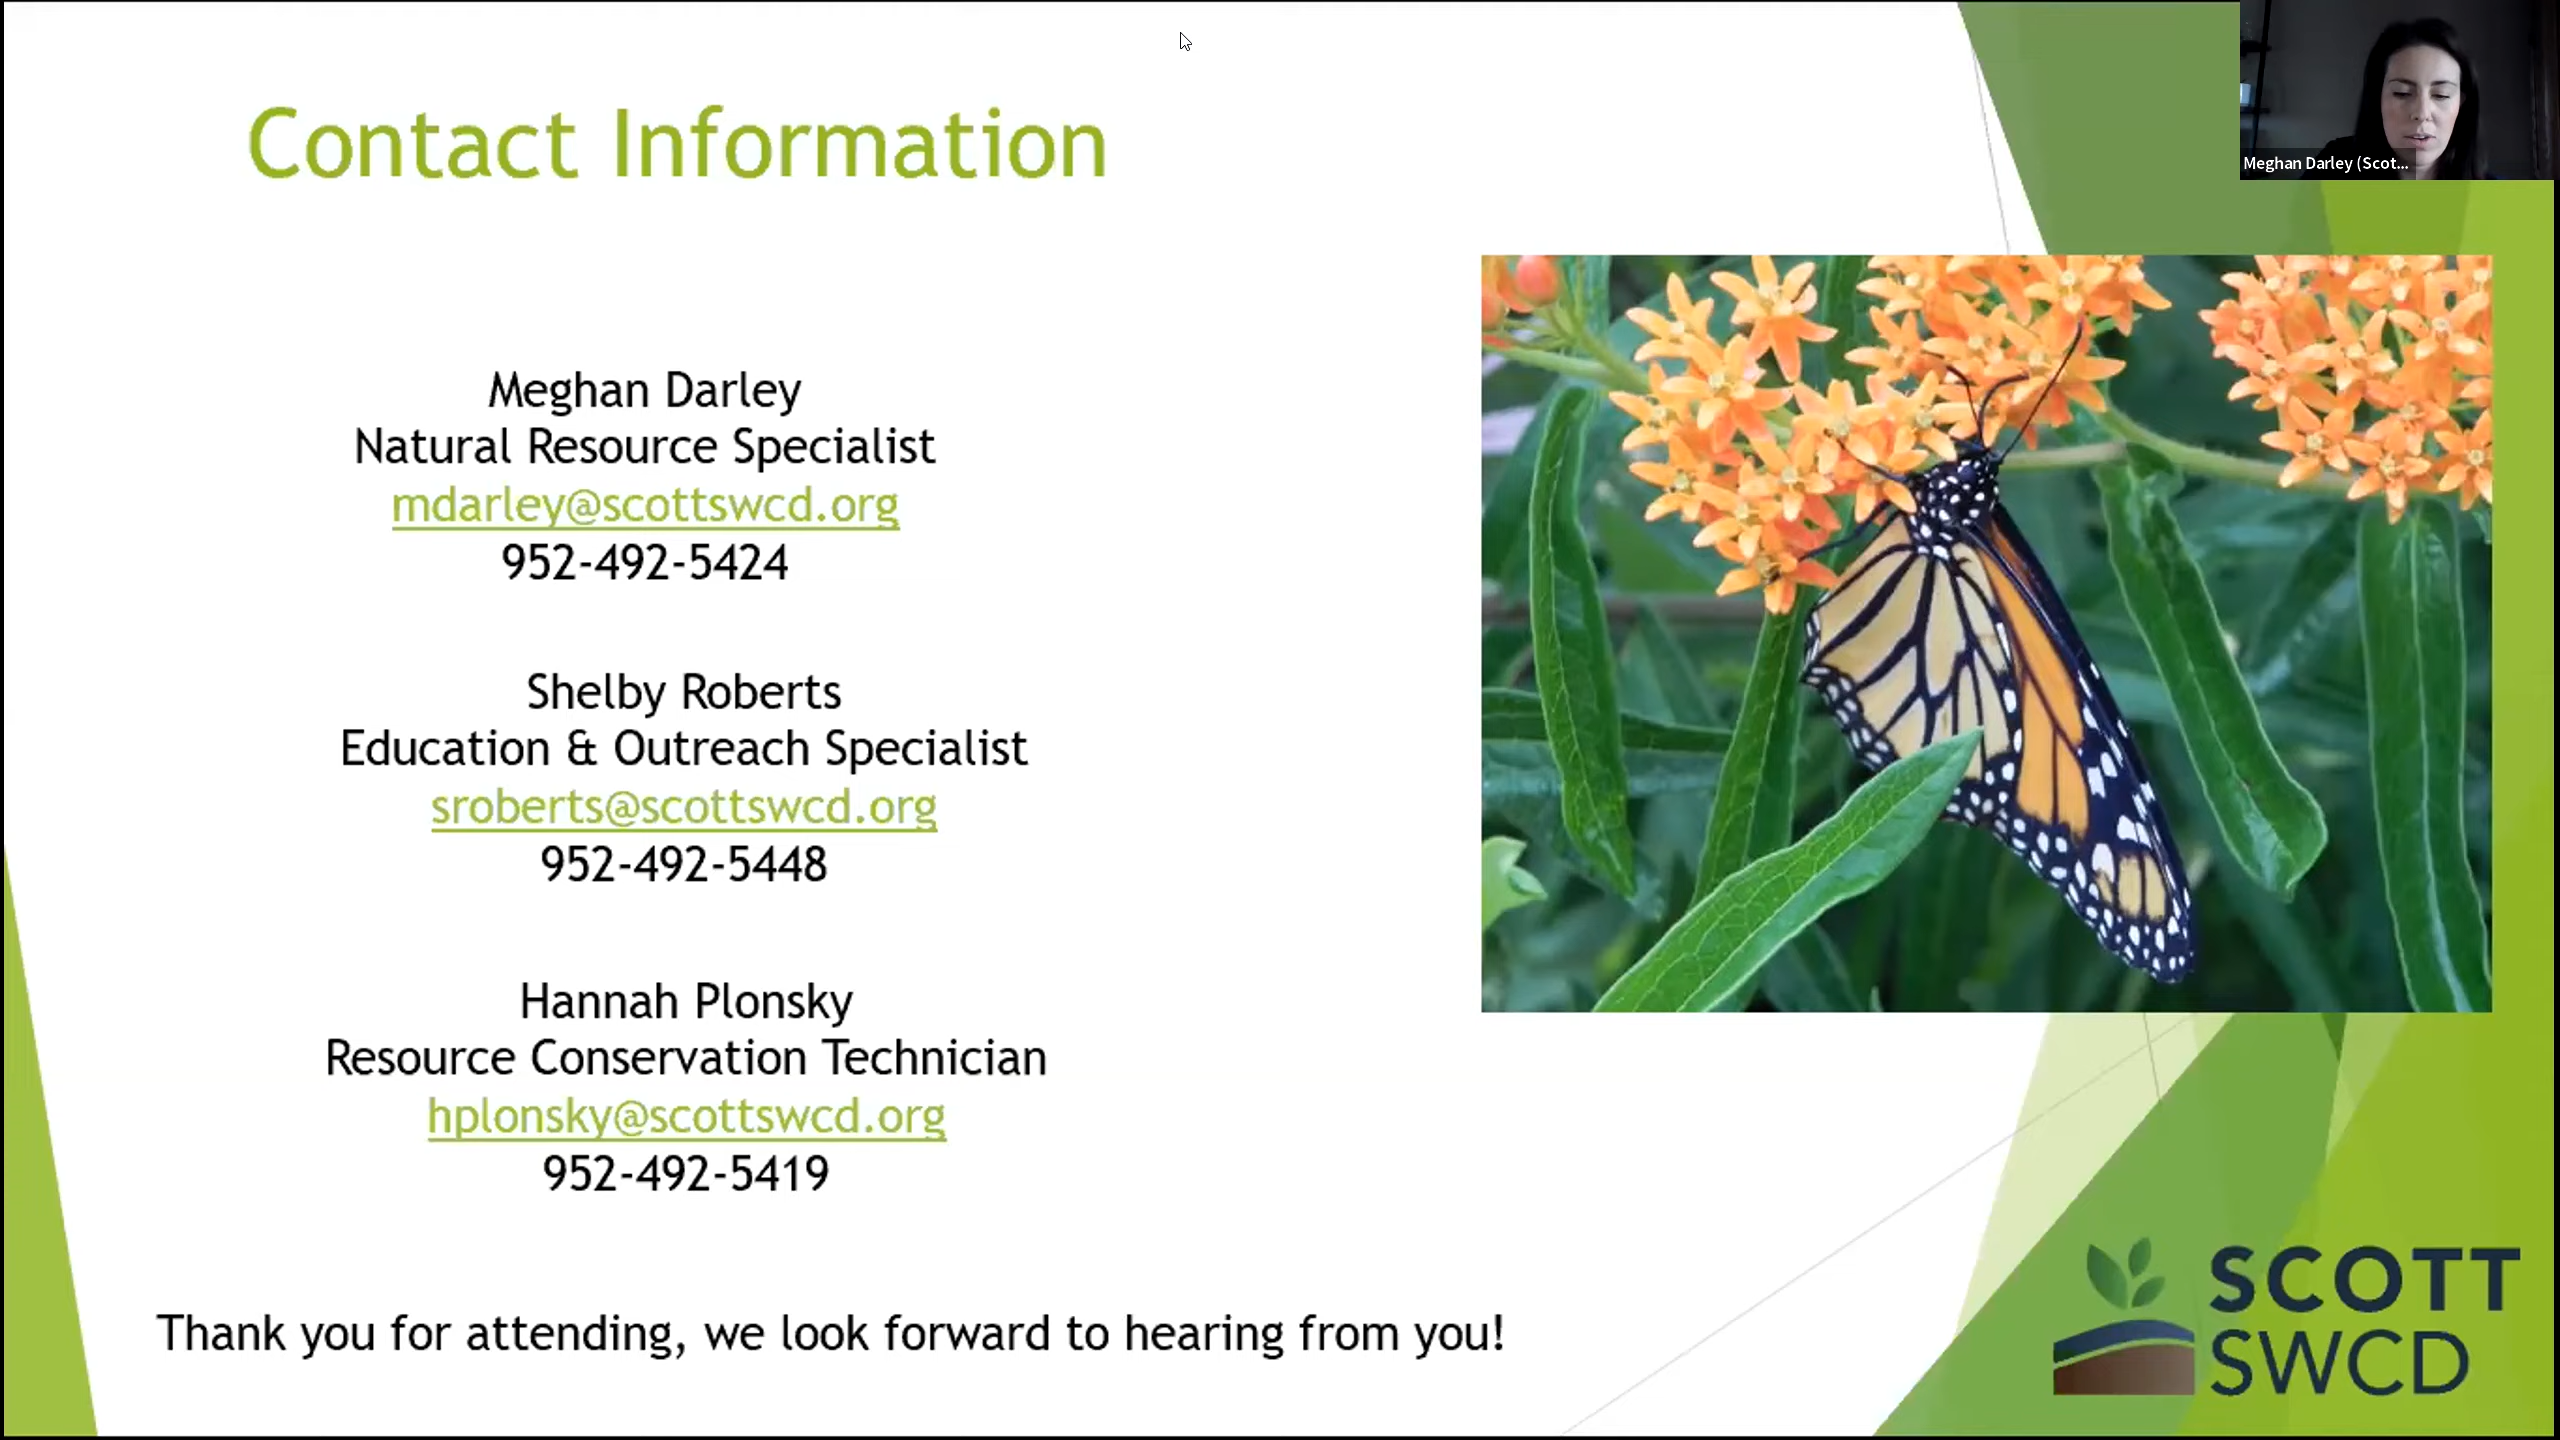 Contact Information
Meghan Darley (Scot...
Meghan Darley
Natural Resource Specialist
mdarley@scottswcd.org
952-492-5424
Shelby Roberts
Education & Outreach Specialist
sroberts@scottswcd.org
952-492-5448
Hannah Plonsky
Resource Conservation Technician
hplonsky@scottswcd.org
952-492-5419
Thank you for attending, we look forward to hearing from you!
SCOTT
SWCD